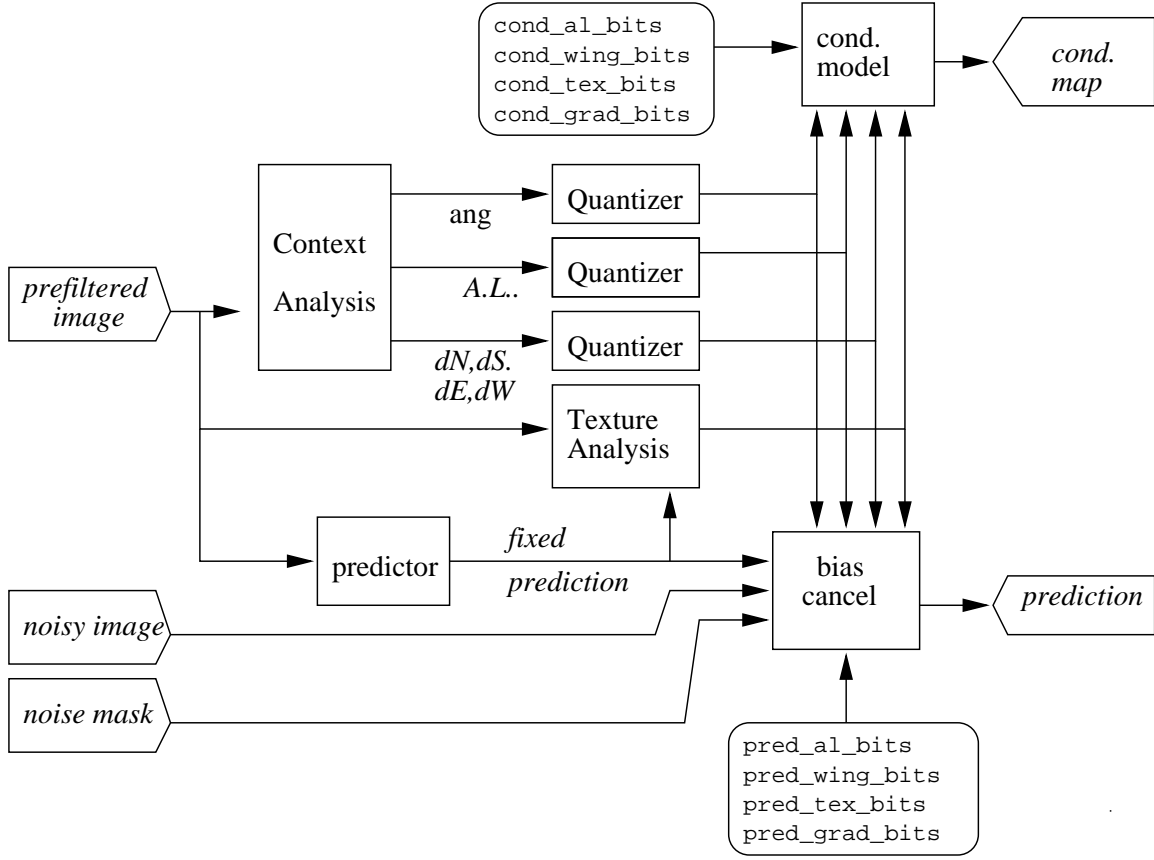 cond_al_bits
cond_wing_bits
cond_tex_bits
cond_grad_bits
cond.
model
cond.
map
Context
Analysis
ang
A.L..
dN,dS.
dE,dW
Quantizer
Quantizer
Quantizer
Texture
Analysis
prefiltered
image
predictor
fixed
prediction
bias
cancel
prediction
noisy image
noise mask
pred_al_bits
pred_wing_bits
pred_tex_bits
pred_grad_bits
.